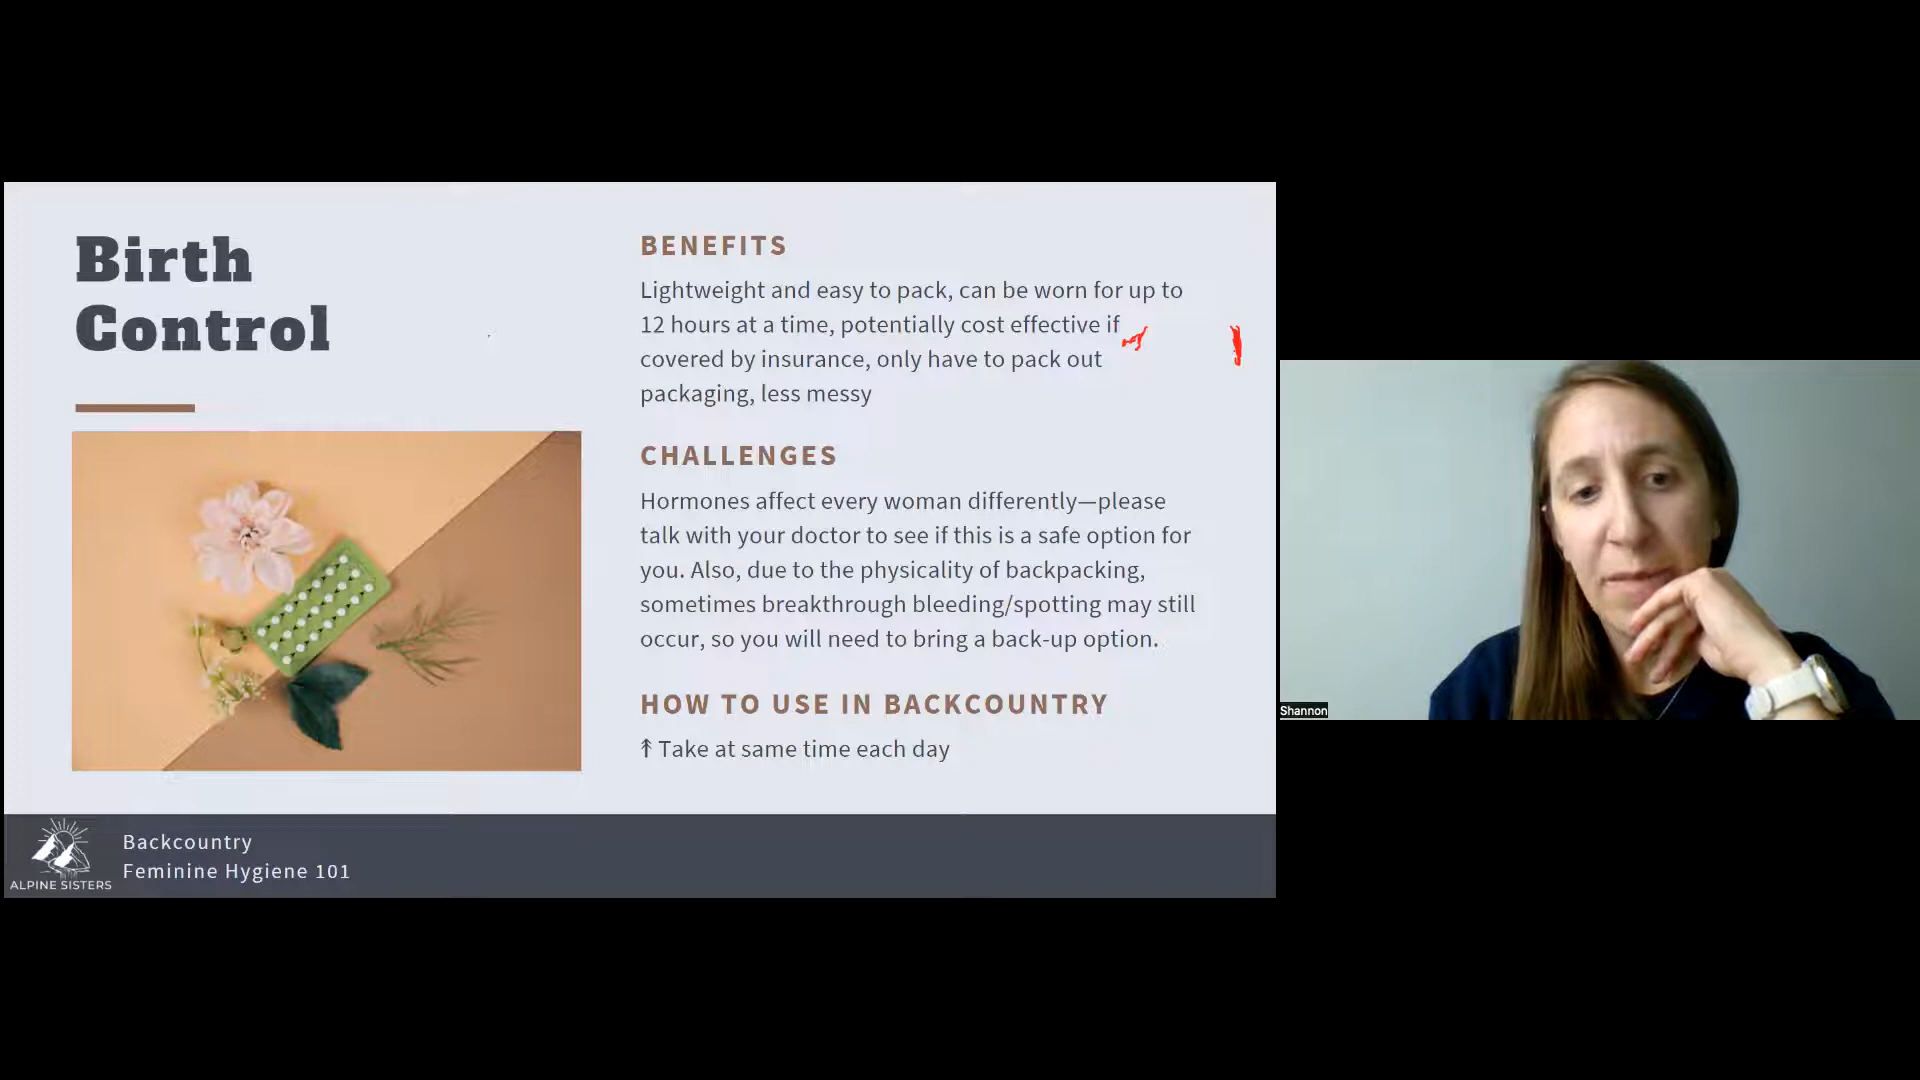 Birth
Control
BENEFITS
Lightweight and easy to pack, can be worn for up to
12 hours at a time, potentially cost effective if
covered by insurance, only have to pack out
packaging, less messy
CHALLENGES
Hormones affect every woman differently—please
talk with your doctor to see if this is a safe option for
you. Also, due to the physicality of backpacking,
sometimes breakthrough bleeding/spotting may still
occur, so you will need to bring a back-up option.
HOW TO USE IN BACKCOUNTRY
↟ Take at same time each day
ALPINE SISTERS
Backcountry
Feminine Hygiene 101
Shannon